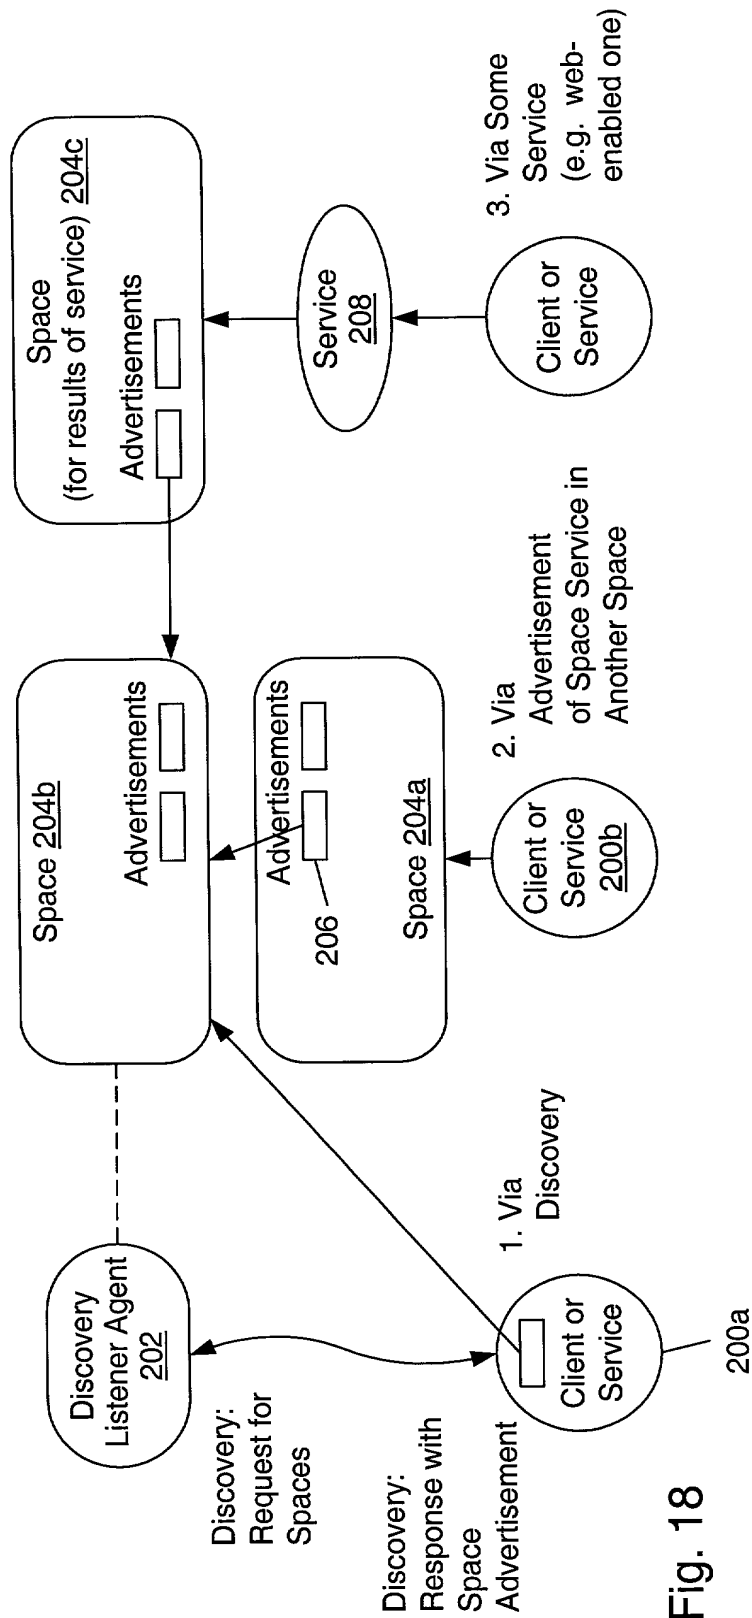 Discovery
Listener Agent
202
Discovery:
Request for
Spaces
Discovery:
Response with
Space
Advertisement
Client or
Service
200a
1. Via
Discovery
Space 204b
Advertisements
Advertisements
206
Space 204a
Client or
Service
200b
2. Via
Advertisement
of Space Service in
Another Space
Space
(for results of service) 204c
Advertisements
Service
208
Client or
Service
3. Via Some
Service
(e.g. web-
enabled one)
Fig. 18